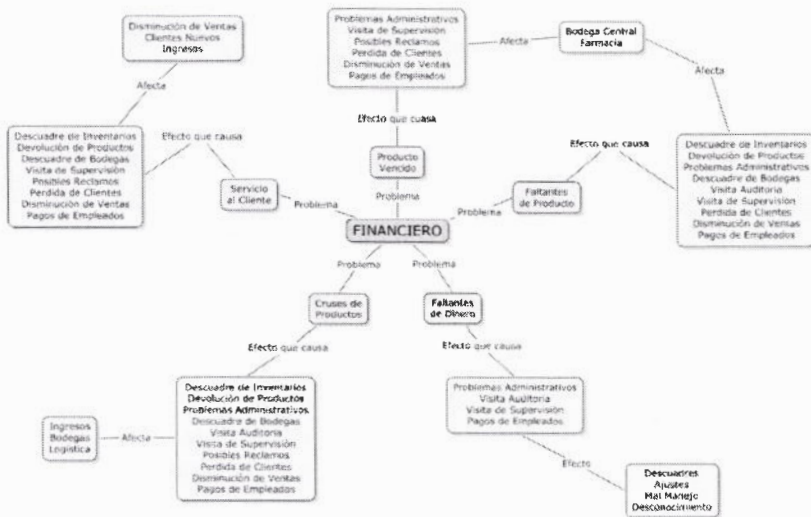 Disminución de Ventas
Clientes Nuevos
Ingresos
Afecta
Descuadre de Inventarios
Devolución de Productos
Descuadre de Bodegas
Visita de Supervisión
Posibles Reclamos
Perdida de Clientes
Disminución de Ventas
Pagos de Empleados
Efecto que causa
Servicio
al Cliente
Problema
Problemas Administrativos
Visita de Supervisión
Posibles Reclamos
Perdida de Clientes
Disminución de Ventas
Pagos de Empleados
Afecta
Bodega Central
Farmacia
Afecta
Efecto que cuasa
Producto
Vencido
Problema
Efecto que causa
Descuadre de Inventarios
Devolución de Productos
Problemas Administrativos
Descuadre de Bodegas
Visita Auditoria
Visita de Supervisión
Perdida de Clientes
Disminución de Ventas
Pagos de Empleados
Faltantes
de Producto
Problema
FINANCIERO
Problema
Problema
Cruses de
Productos
Faltantes
de Dinero
Efecto que causa
Efecto que causa
Descuadre de Inventarios
Devolución de Productos
Problemas Administrativos
Descuadre de Bodegas
Visita Auditoria
Visita de Supervisión
Posibles Reclamos
Perdida de Clientes
Disminución de Ventas
Pagos de Empleados
Afecta
Ingresos
Bodegas
Logística
Problemas Administrativos
Visita Auditoria
Visita de Supervisión
Pagos de Empleados
Efecto
Descuadres
Ajustes
Mal Manejo
Desconocimiento